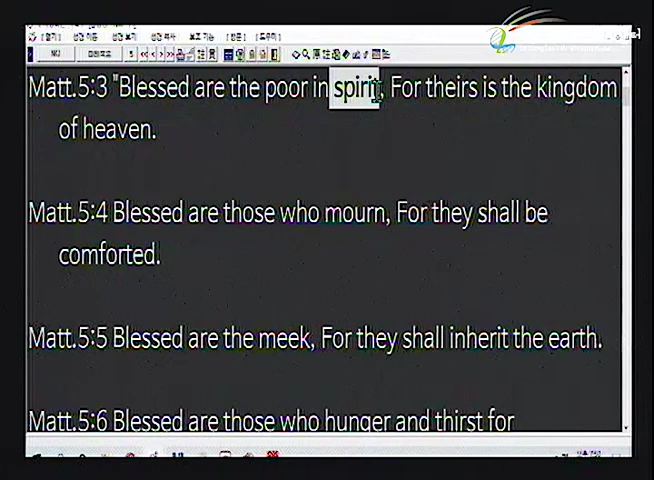 NKJ
5
Matt.5:3 "Blessed are the poor in spirit, For theirs is the kingdom
of heaven.
Matt.5:4 Blessed are those who mourn, For they shall be
comforted.
Matt.5:5 Blessed are the meek, For they shall inherit the earth.
Matt.5:6 Blessed are those who hunger and thirst for